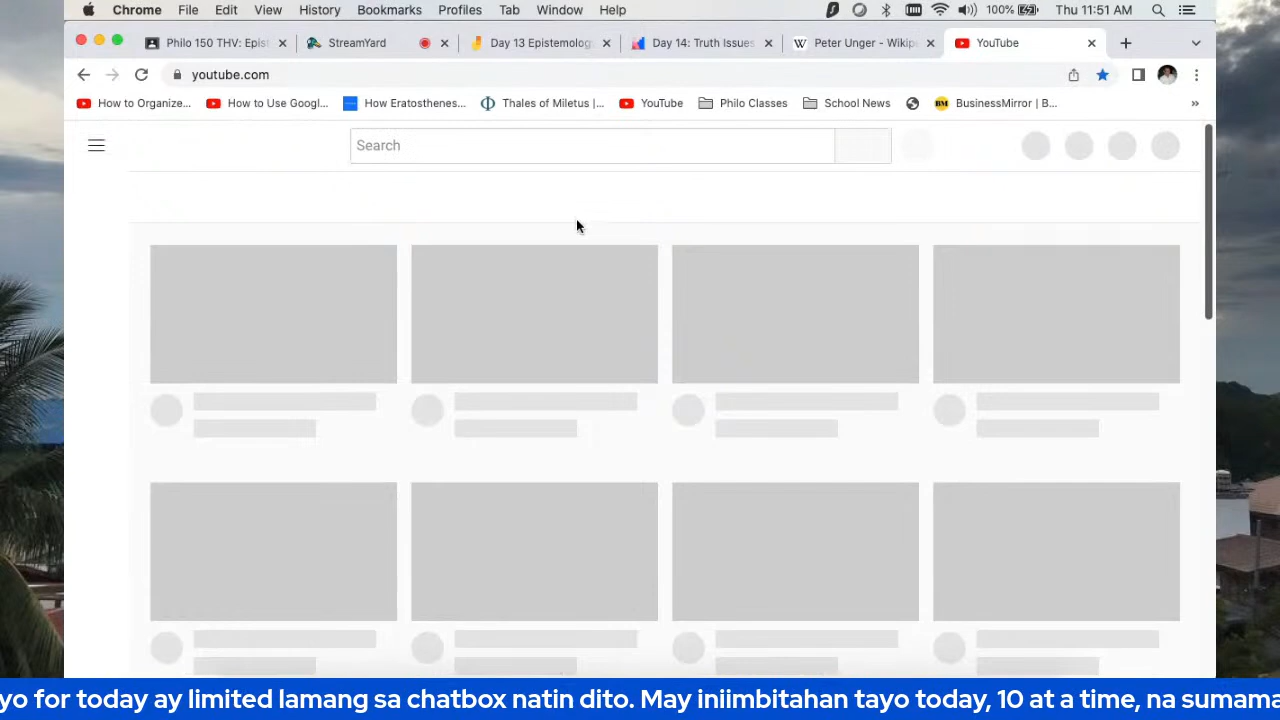 Chrome File Edit View History Bookmarks Profiles Tab Window Help 100% Thu 11:51 AM
Philo 150 THV: Epis StreamYard Day 13 Epistemolog Day 14: Truth Issues Peter Unger - Wikip YouTube
youtube.com
How to Organize... How to Use Googl... How Eratosthenes... Thales of Miletus |... YouTube Philo Classes School News BM BusinessMirror | B... »
Search
yo for today ay limited lamang sa chatbox natin dito. May iniimbitahan tayo today, 10 at a time, na sumama